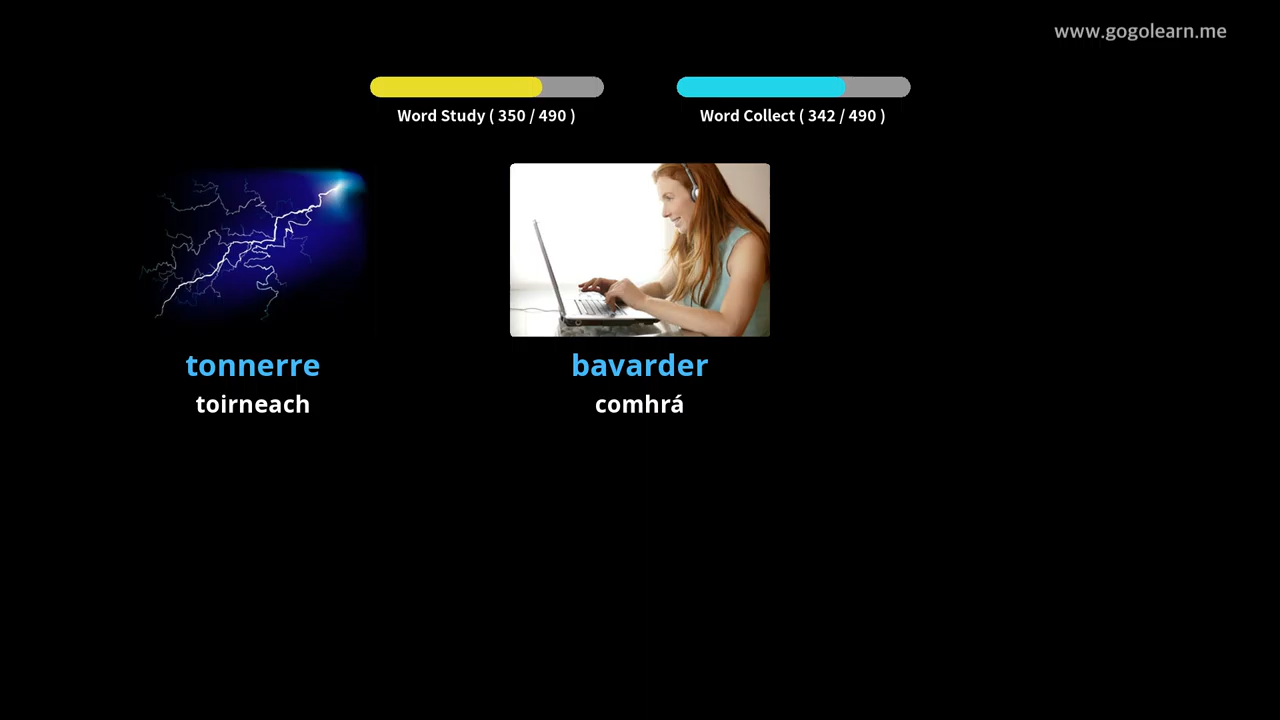 www.gogolearn.me
Word Study ( 350 / 490 )
Word Collect ( 342 / 490 )
tonnerre
toirneach
bavarder
comhrá